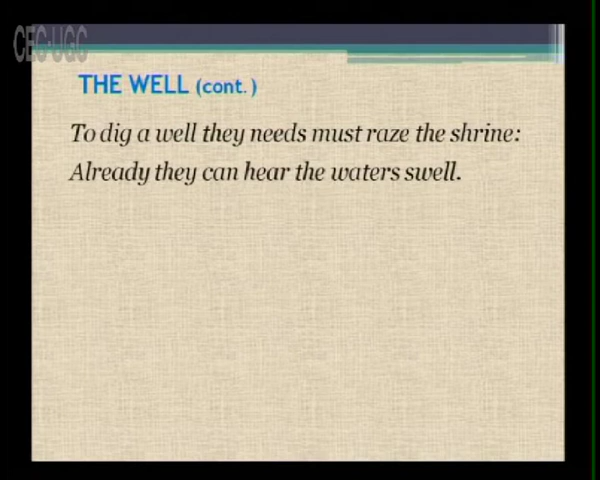 CEC-UGC
THE WELL (cont.)
To dig a well they needs must raze the shrine:
Already they can hear the waters swell.